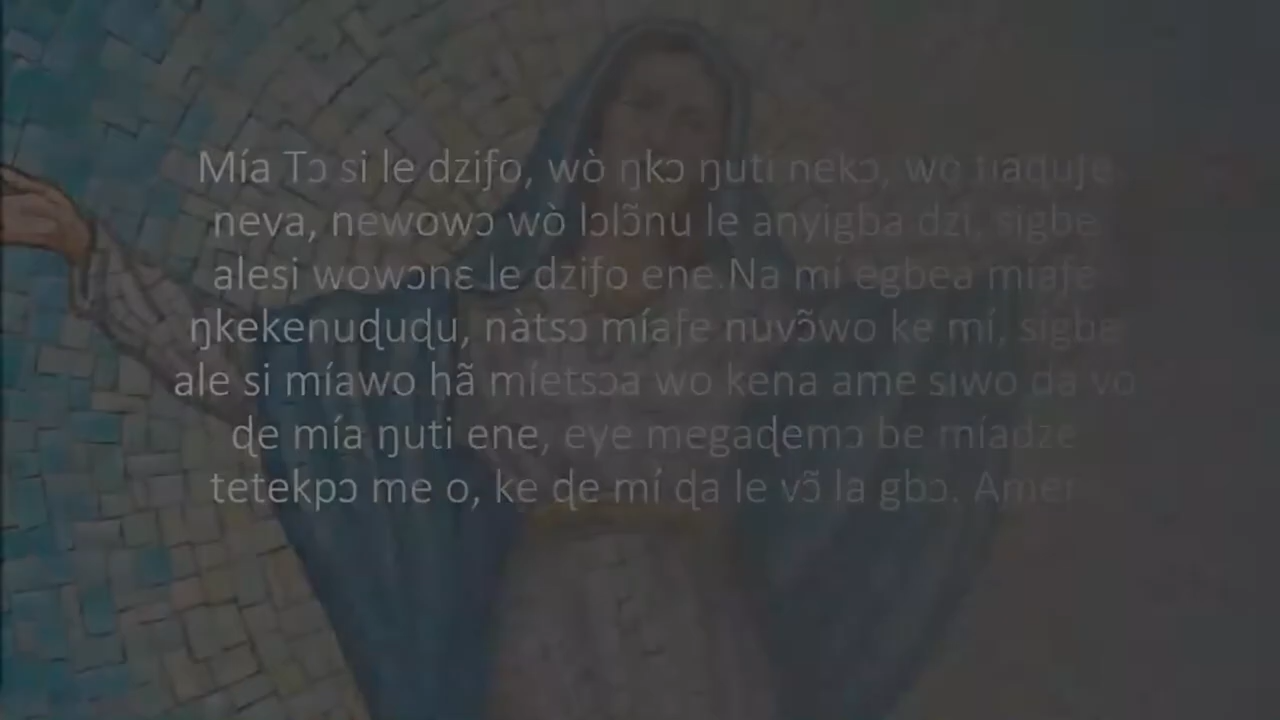 Mía Tɔ si le dziƒo, wò ŋkɔ ŋuti nekɔ, wò fiaɖuƒe
neva, newowɔ wò lɔlɔ̃nu le anyigba dzi, sigbe
alesi wowɔnɛ le dziƒo ene.Na mí egbea míaƒe
ŋkekenuɖuɖu, nàtsɔ míaƒe nuvɔ̃wo ke mí, sigbe
ale si míawo hã míetsɔa wo kena ame siwo da vo
ɖe mía ŋuti ene, eye megaɖemɔ be míadze
tetekpɔ me o, ke ɖe mí ɖa le vɔ̃ la gbɔ. Amen